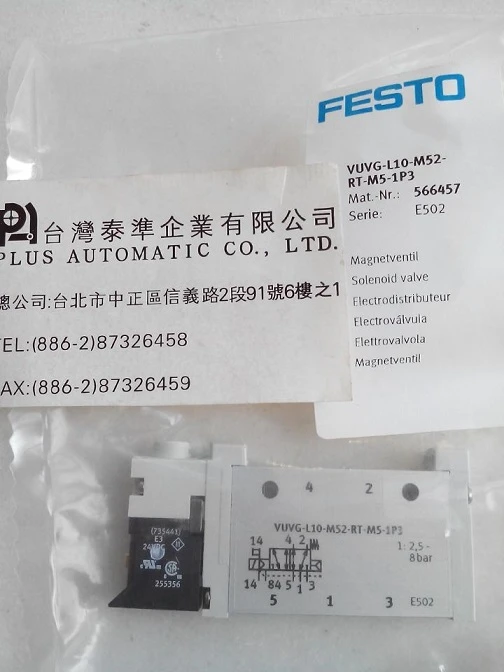 FESTO
VUVG-L10-M52-
RT-M5-1P3
Mat.-Nr.: 566457
Serie: E502
Magnetventil
Solenoid valve
Electrodistributeur
Electroválvula
Elettrovalvola
Magnetventil
台灣泰準企業有限公司
PLUS AUTOMATIC CO., LTD.
總公司:台北市中正區信義路2段91號6樓之1
TEL:(886-2)87326458
FAX:(886-2)87326459
4 2
VUVG-L10-M52-RT-M5-1P3
14 4 2
1: 2,5-
8bar
14 84 5 1 3
5 1 3 E502
(735441)
E3
24VDC
255356